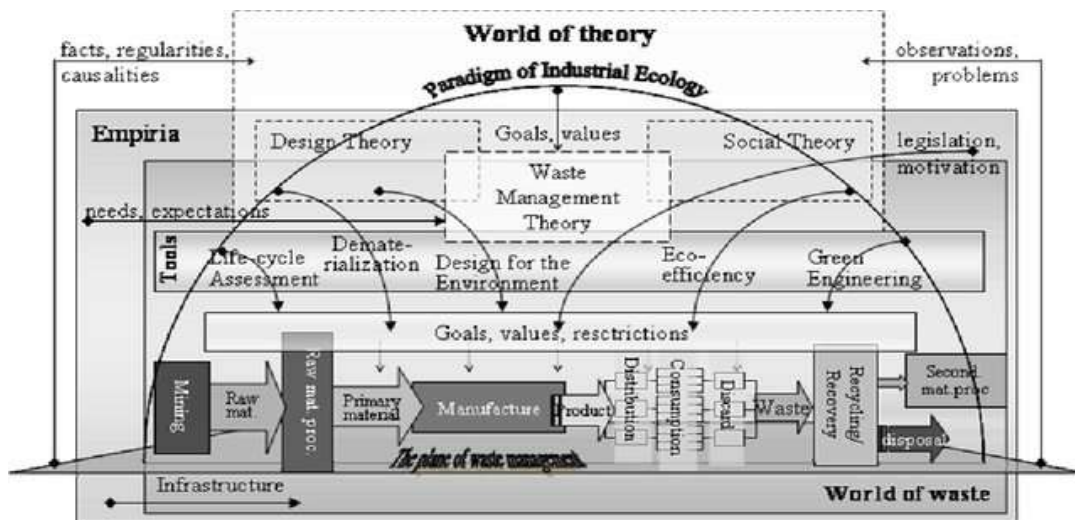 World of theory
facts, regularities,
causalities
observations,
problems
Paradigm of Industrial Ecology
Empiria
Design Theory
Goals, values
Social Theory
legislation,
motivation
Waste
Management
Theory
needs, expectations
Tools
Life-cycle
Assessment
Demate-
rialization
Design for the
Environment
Eco-
efficiency
Green
Engineering
Goals, values, resctrictions
Mining
Raw
mat.
Raw mat. proc.
Primary
material
Manufacture
Product
Distribution
Consumption
Discard
Waste
Recycling/
Recovery
Second.
mat.proc
disposal
The plane of waste management
Infrastructure
World of waste